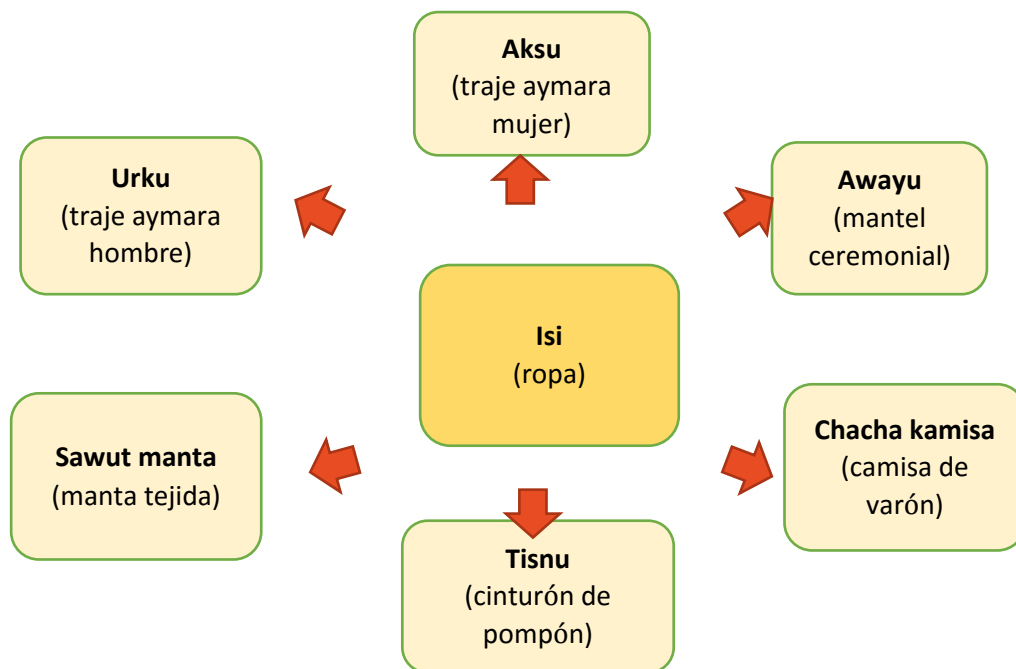 Aksu
(traje aymara
mujer)
Urku
(traje aymara
hombre)
Awayu
(mantel
ceremonial)
Isi
(ropa)
Sawut manta
(manta tejida)
Chacha kamisa
(camisa de
varón)
Tisnu
(cinturón de
pompón)